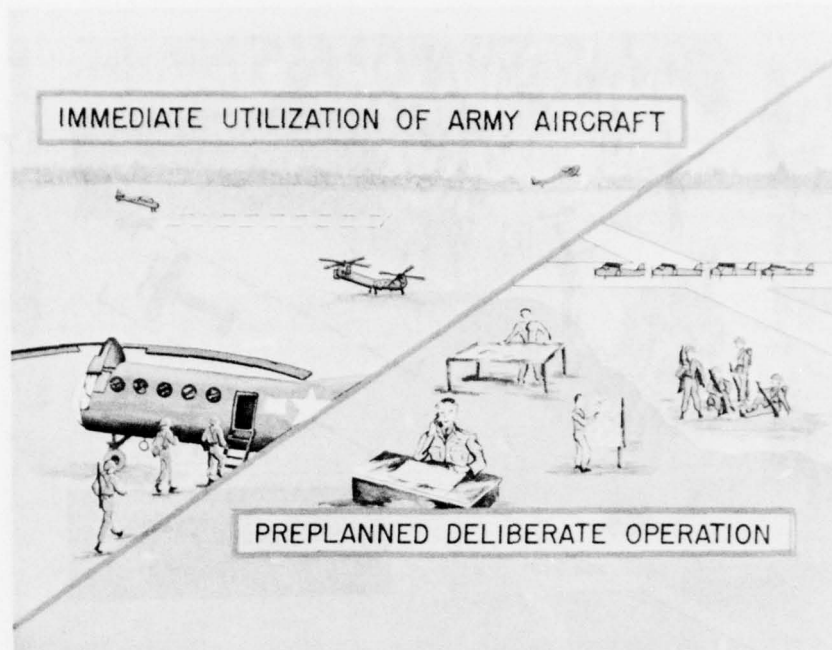 IMMEDIATE UTILIZATION OF ARMY AIRCRAFT
PREPLANNED DELIBERATE OPERATION